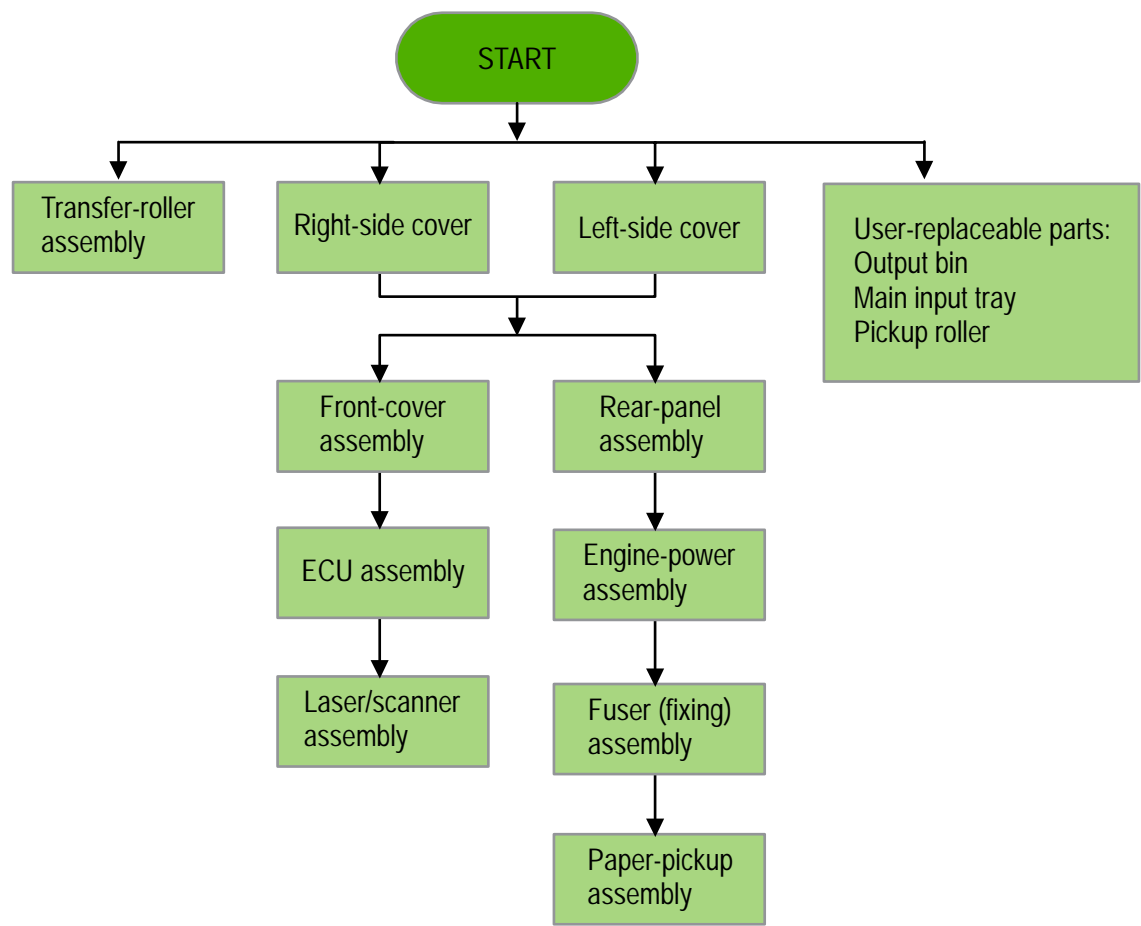 START
Transfer-roller
assembly
Right-side cover
Left-side cover
User-replaceable parts:
Output bin
Main input tray
Pickup roller
Front-cover
assembly
Rear-panel
assembly
ECU assembly
Engine-power
assembly
Laser/scanner
assembly
Fuser (fixing)
assembly
Paper-pickup
assembly